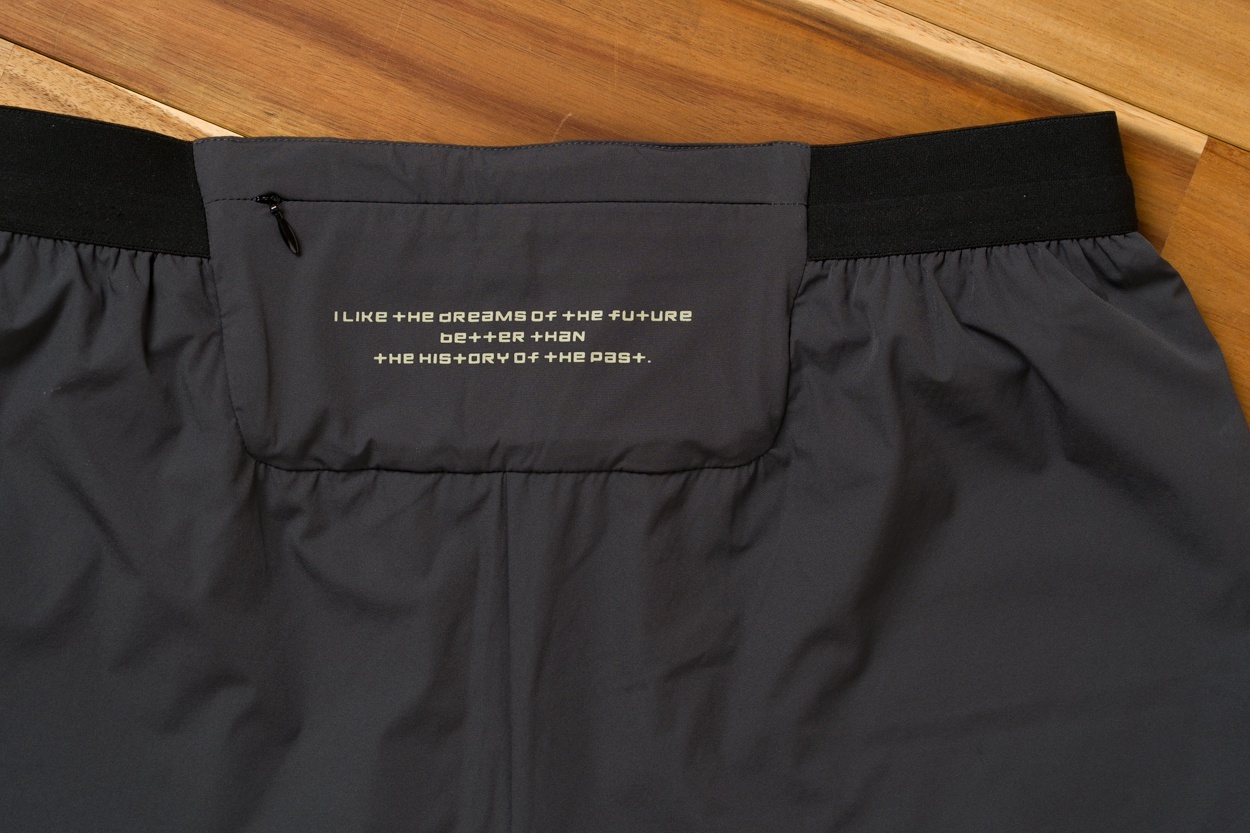 I LIKE tHE dREAMS Of tHE fUtURE
bEttER tHaN
tHE HIStORY Of tHE PaSt.